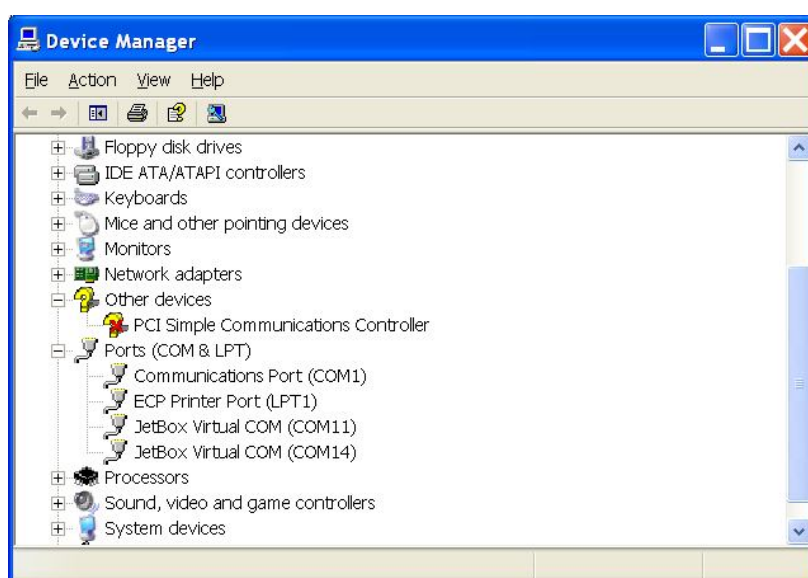 Device Manager
File Action View Help
Floppy disk drives
IDE ATA/ATAPI controllers
Keyboards
Mice and other pointing devices
Monitors
Network adapters
Other devices
PCI Simple Communications Controller
Ports (COM & LPT)
Communications Port (COM1)
ECP Printer Port (LPT1)
JetBox Virtual COM (COM11)
JetBox Virtual COM (COM14)
Processors
Sound, video and game controllers
System devices